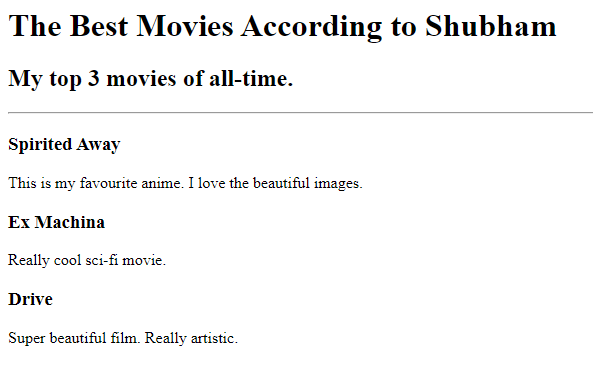 The Best Movies According to Shubham
My top 3 movies of all-time.
Spirited Away
This is my favourite anime. I love the beautiful images.
Ex Machina
Really cool sci-fi movie.
Drive
Super beautiful film. Really artistic.